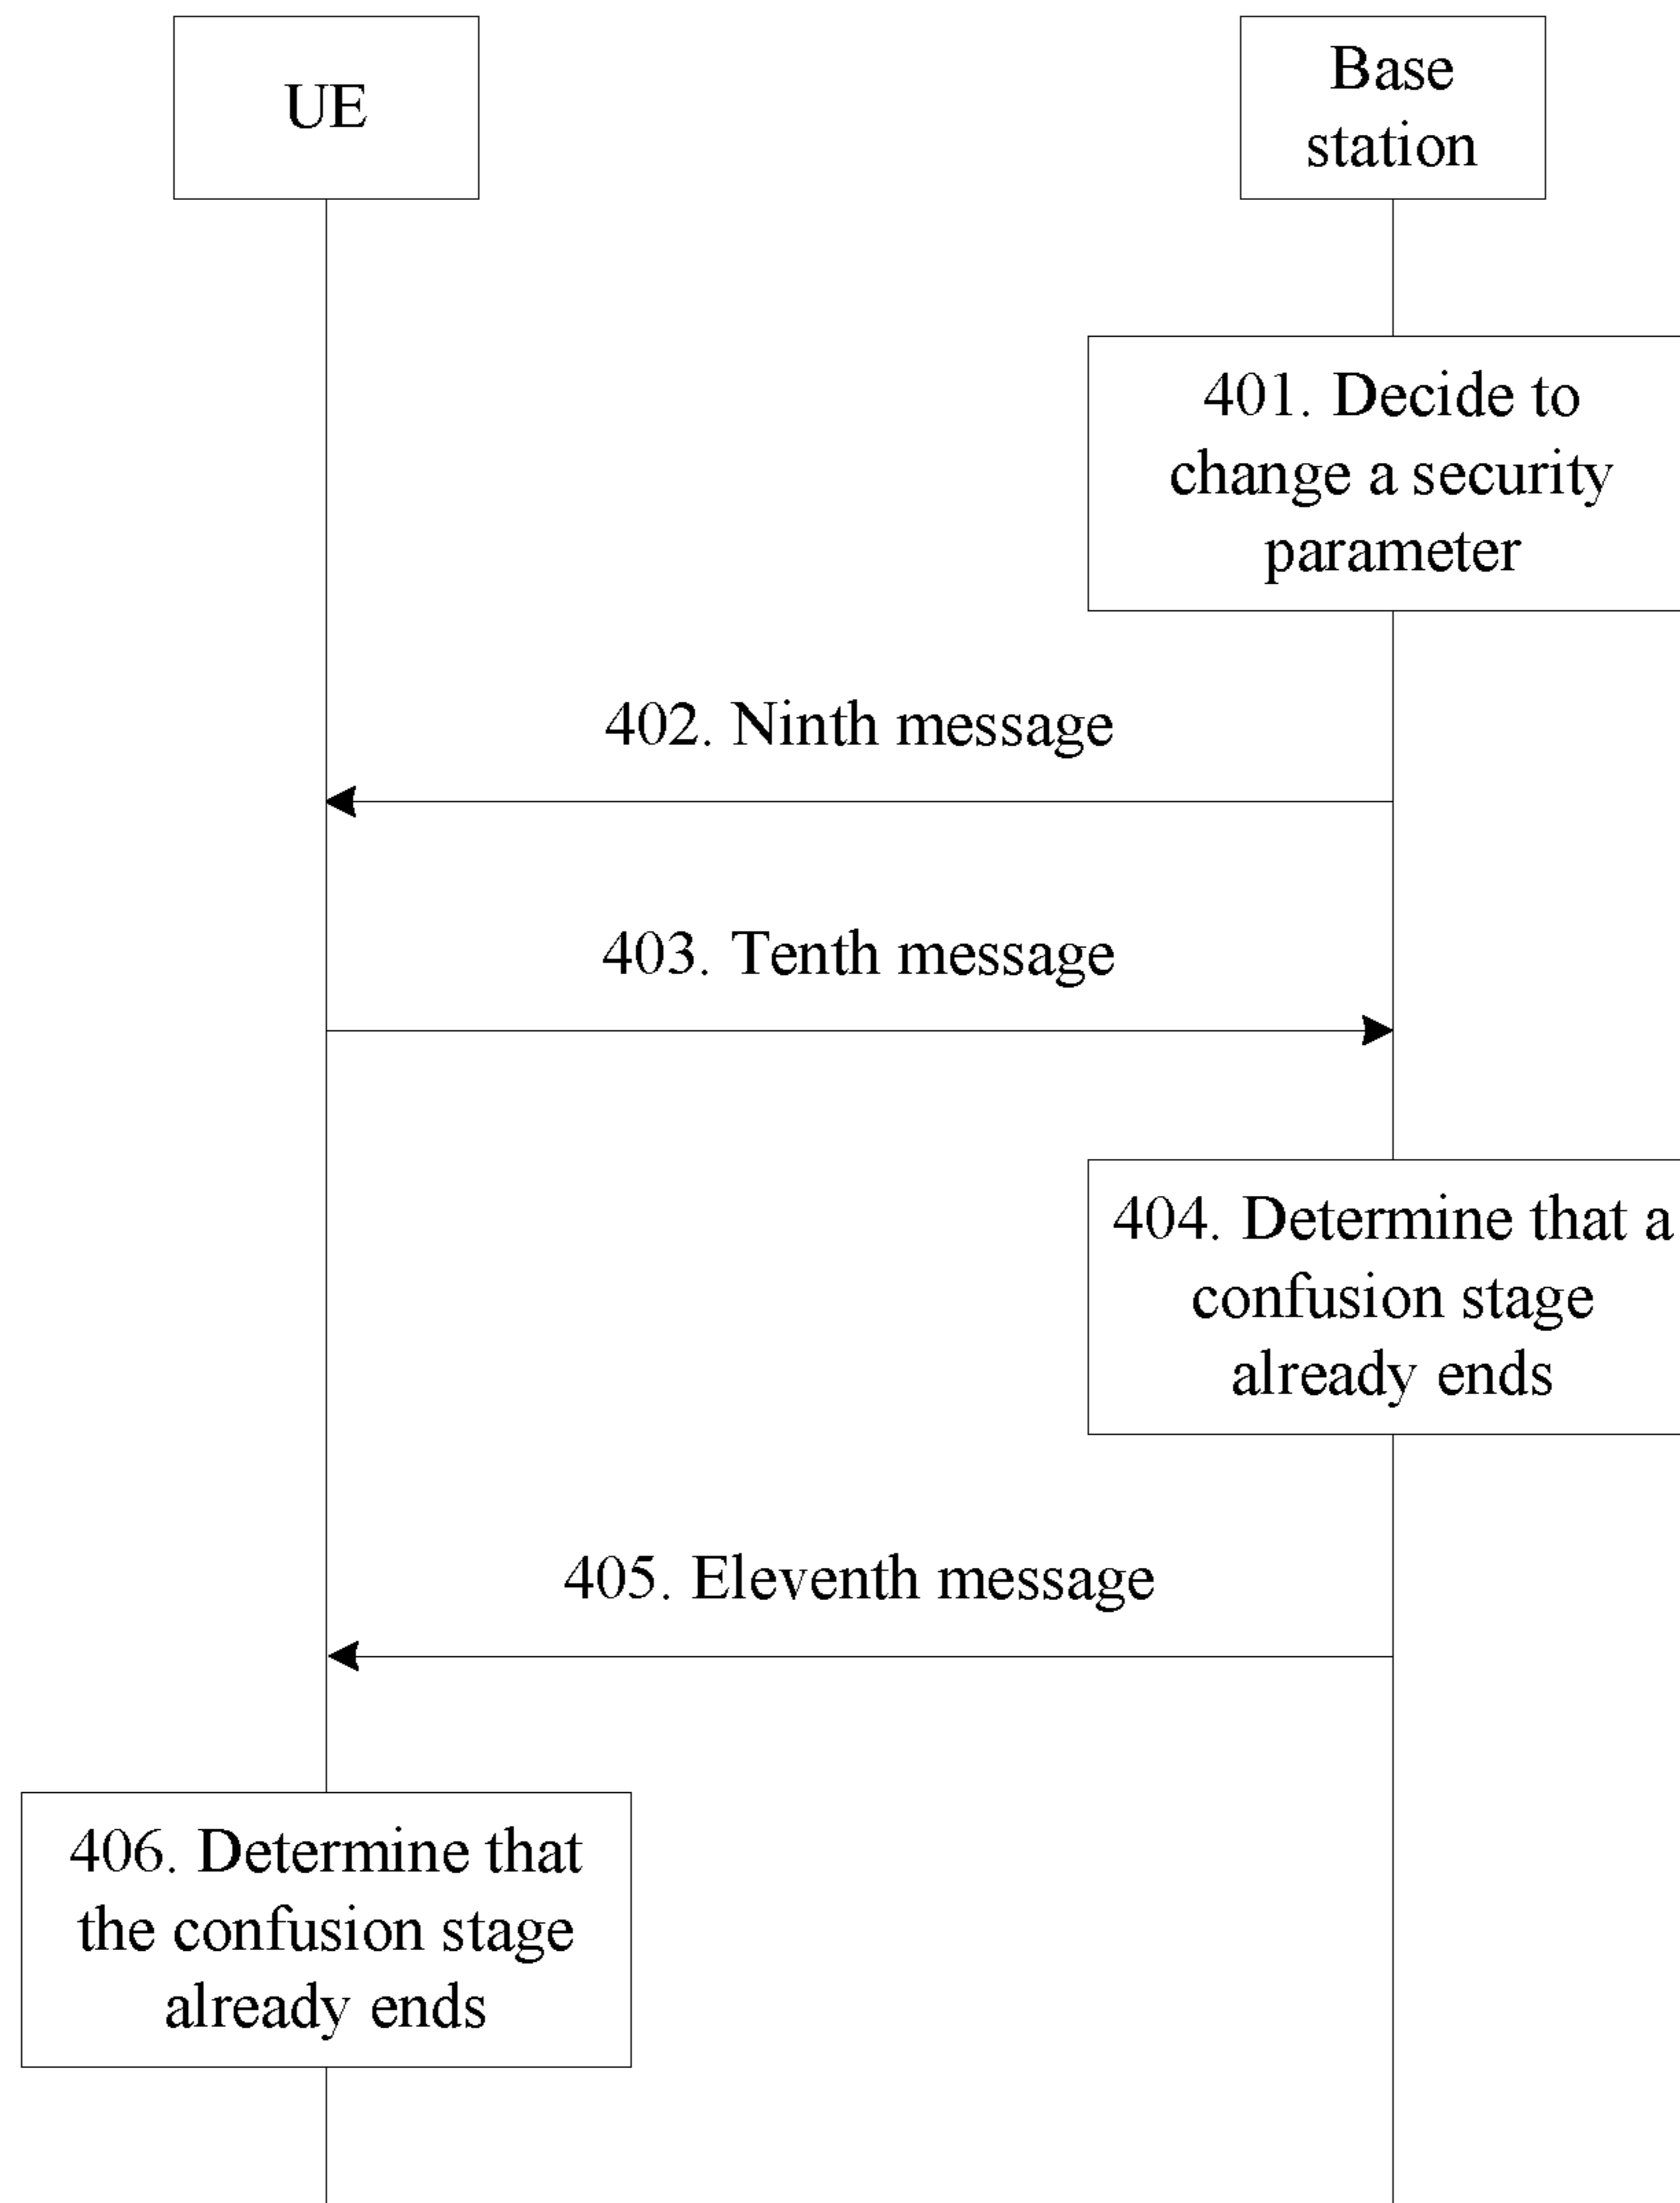 UE
Base
station
401. Decide to
change a security
parameter
402. Ninth message
403. Tenth message
404. Determine that a
confusion stage
already ends
405. Eleventh message
406. Determine that
the confusion stage
already ends